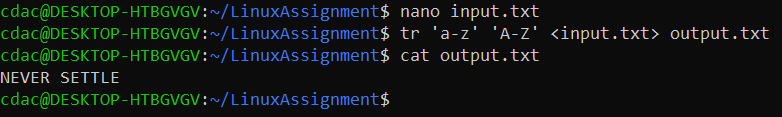 cdac@DESKTOP-HTBGVGV:~/LinuxAssignment$ nano input.txt
cdac@DESKTOP-HTBGVGV:~/LinuxAssignment$ tr 'a-z' 'A-Z' <input.txt> output.txt
cdac@DESKTOP-HTBGVGV:~/LinuxAssignment$ cat output.txt
NEVER SETTLE
cdac@DESKTOP-HTBGVGV:~/LinuxAssignment$